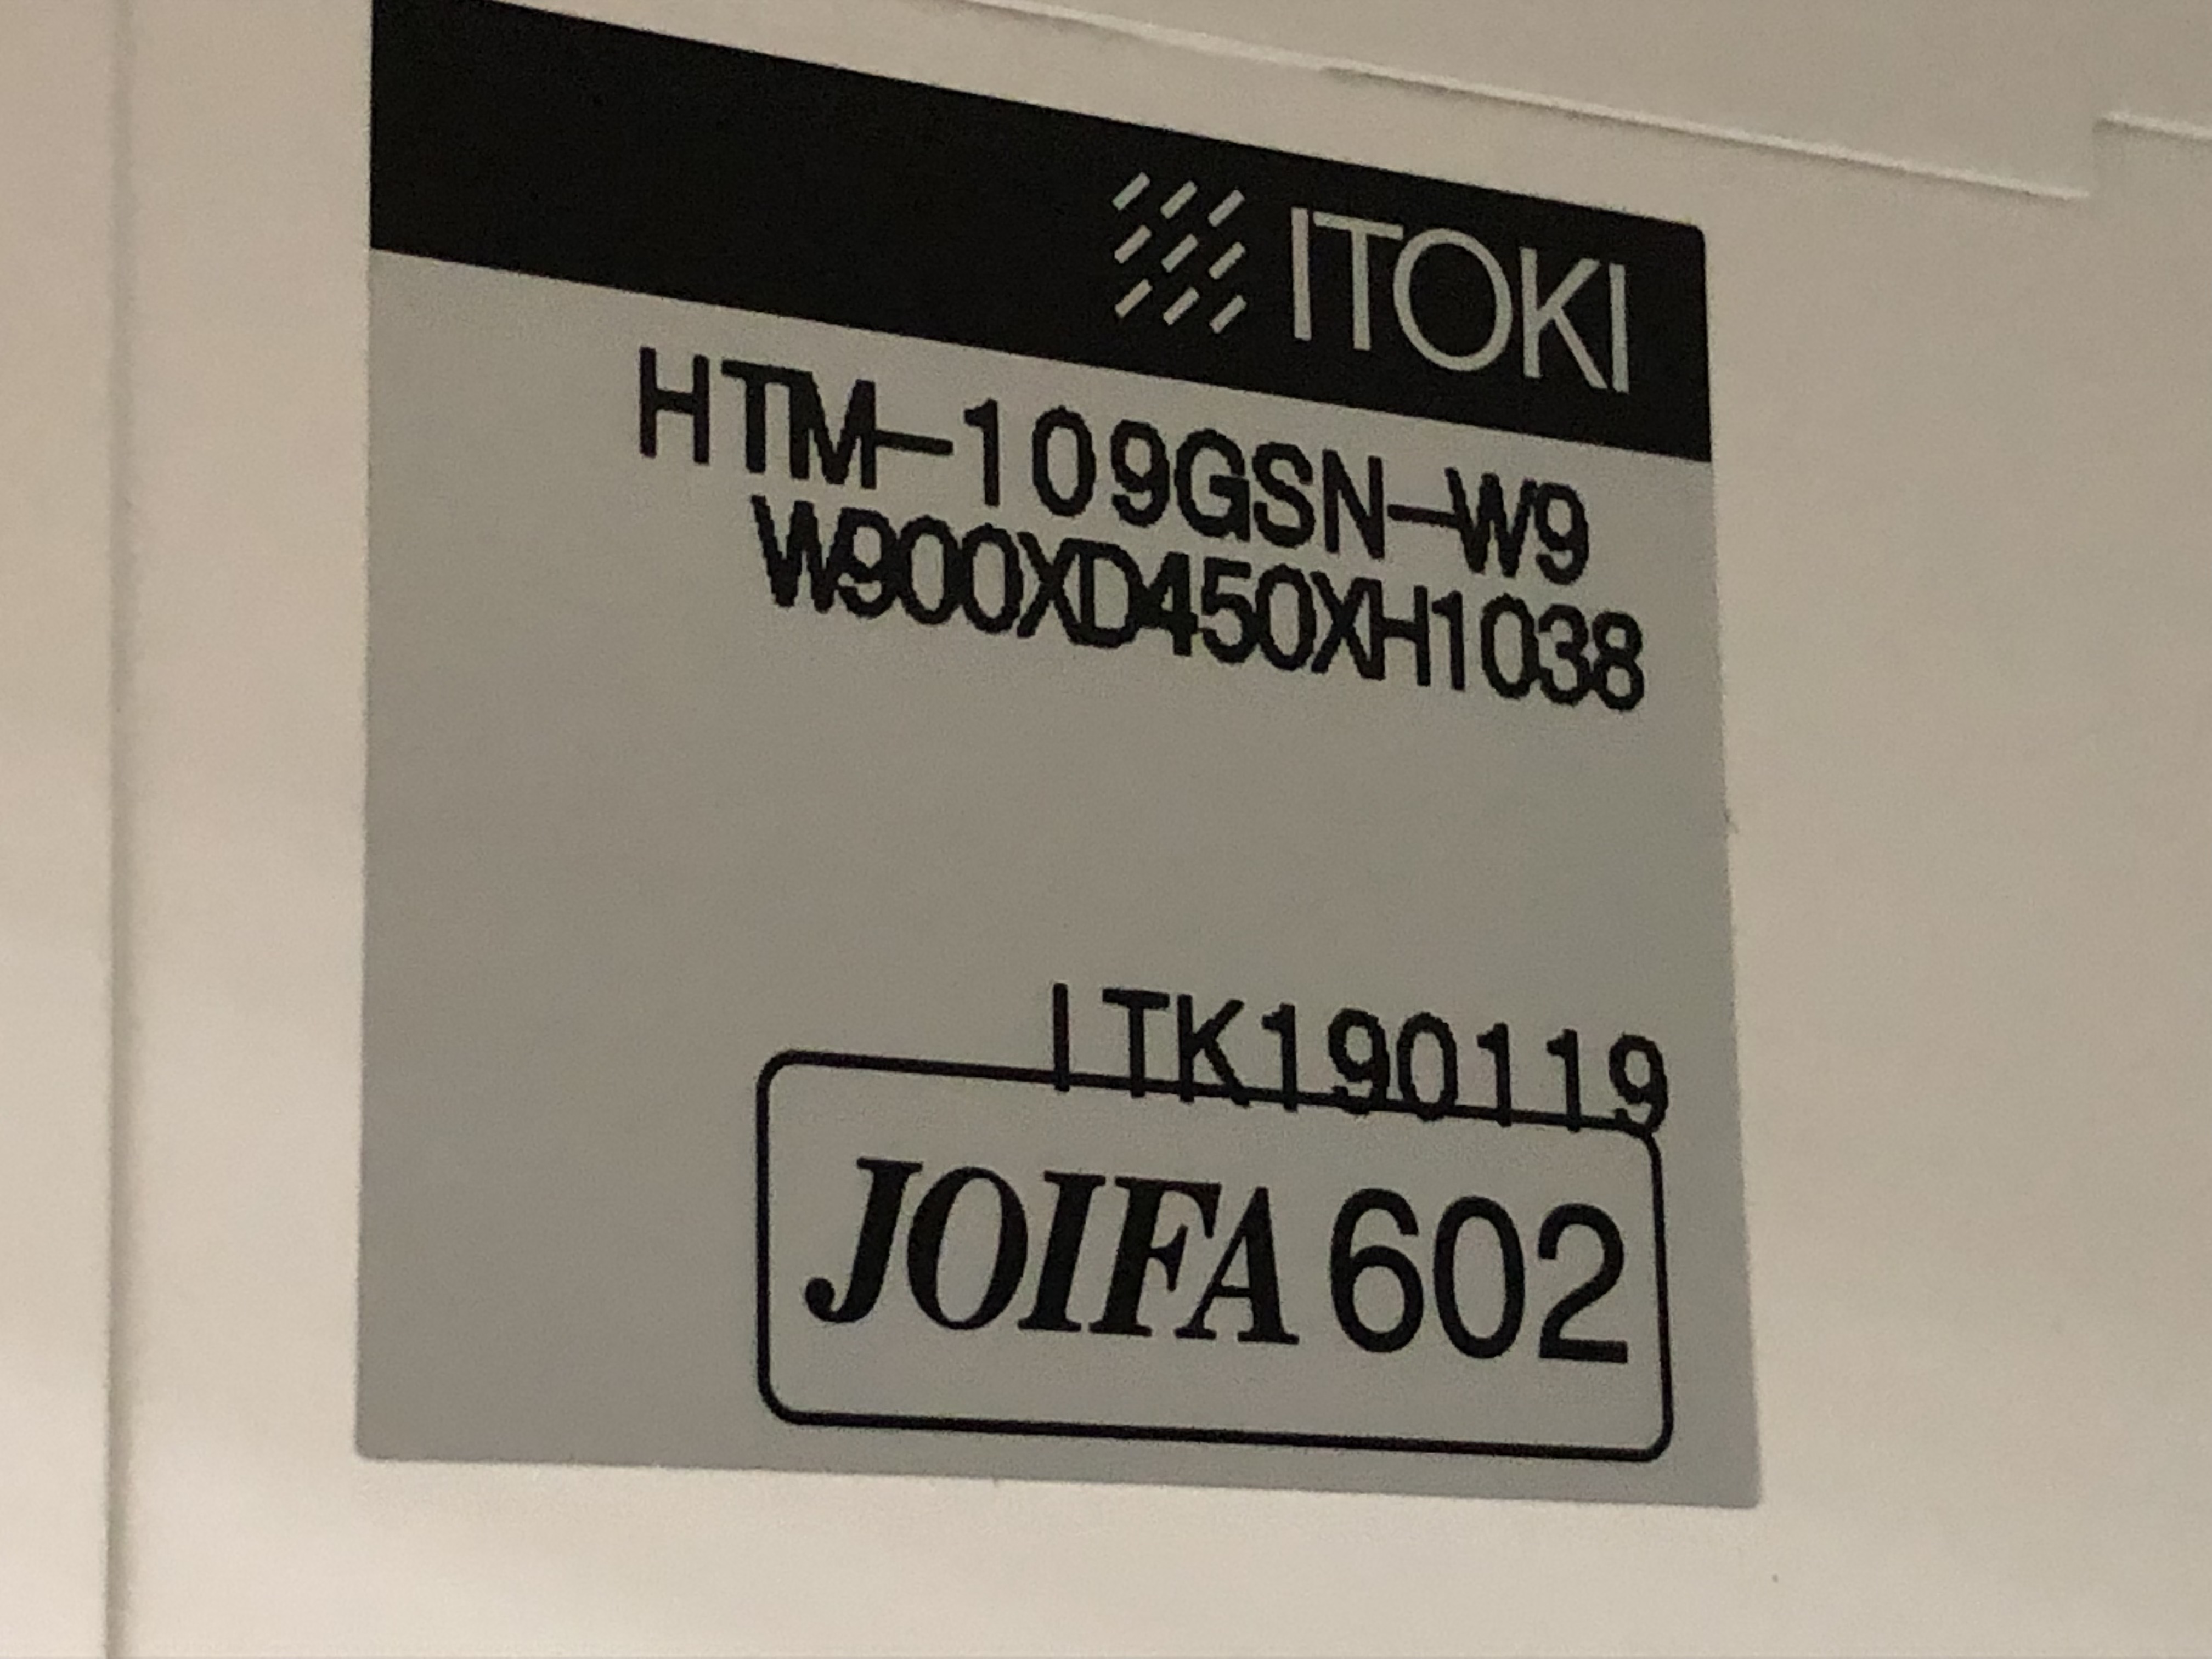 ITOKI
HTM-109GSN-W9
W900XD450XH1038
ITK190119
JOIFA 602